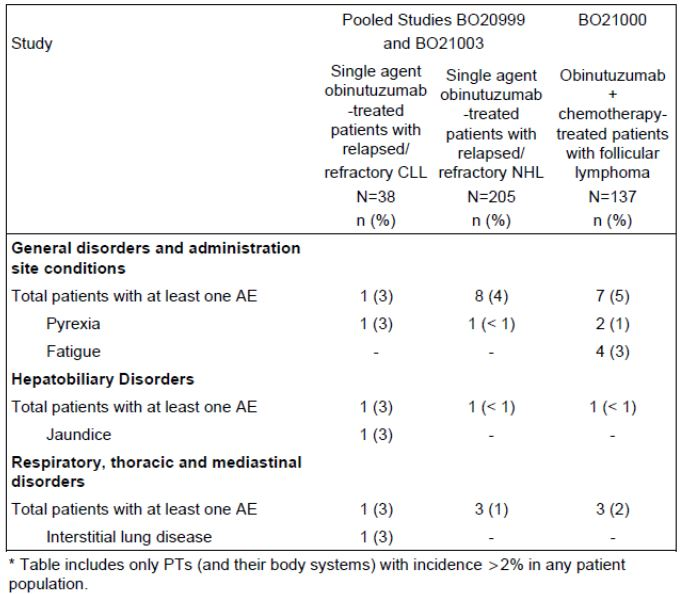 Study
Pooled Studies BO20999
and BO21003
BO21000
Single agent
obinutuzumab
-treated
patients with
relapsed/
refractory CLL
N=38
n (%)
Single agent
obinutuzumab
-treated
patients with
relapsed/
refractory NHL
N=205
n (%)
Obinutuzumab
+
chemotherapy-
treated patients
with follicular
lymphoma
N=137
n (%)
General disorders and administration
site conditions
Total patients with at least one AE 1 (3) 8 (4) 7 (5)
Pyrexia 1 (3) 1 (< 1) 2 (1)
Fatigue - - 4 (3)
Hepatobiliary Disorders
Total patients with at least one AE 1 (3) 1 (< 1) 1 (< 1)
Jaundice 1 (3) - -
Respiratory, thoracic and mediastinal
disorders
Total patients with at least one AE 1 (3) 3 (1) 3 (2)
Interstitial lung disease 1 (3) - -
* Table includes only PTs (and their body systems) with incidence >2% in any patient
population.